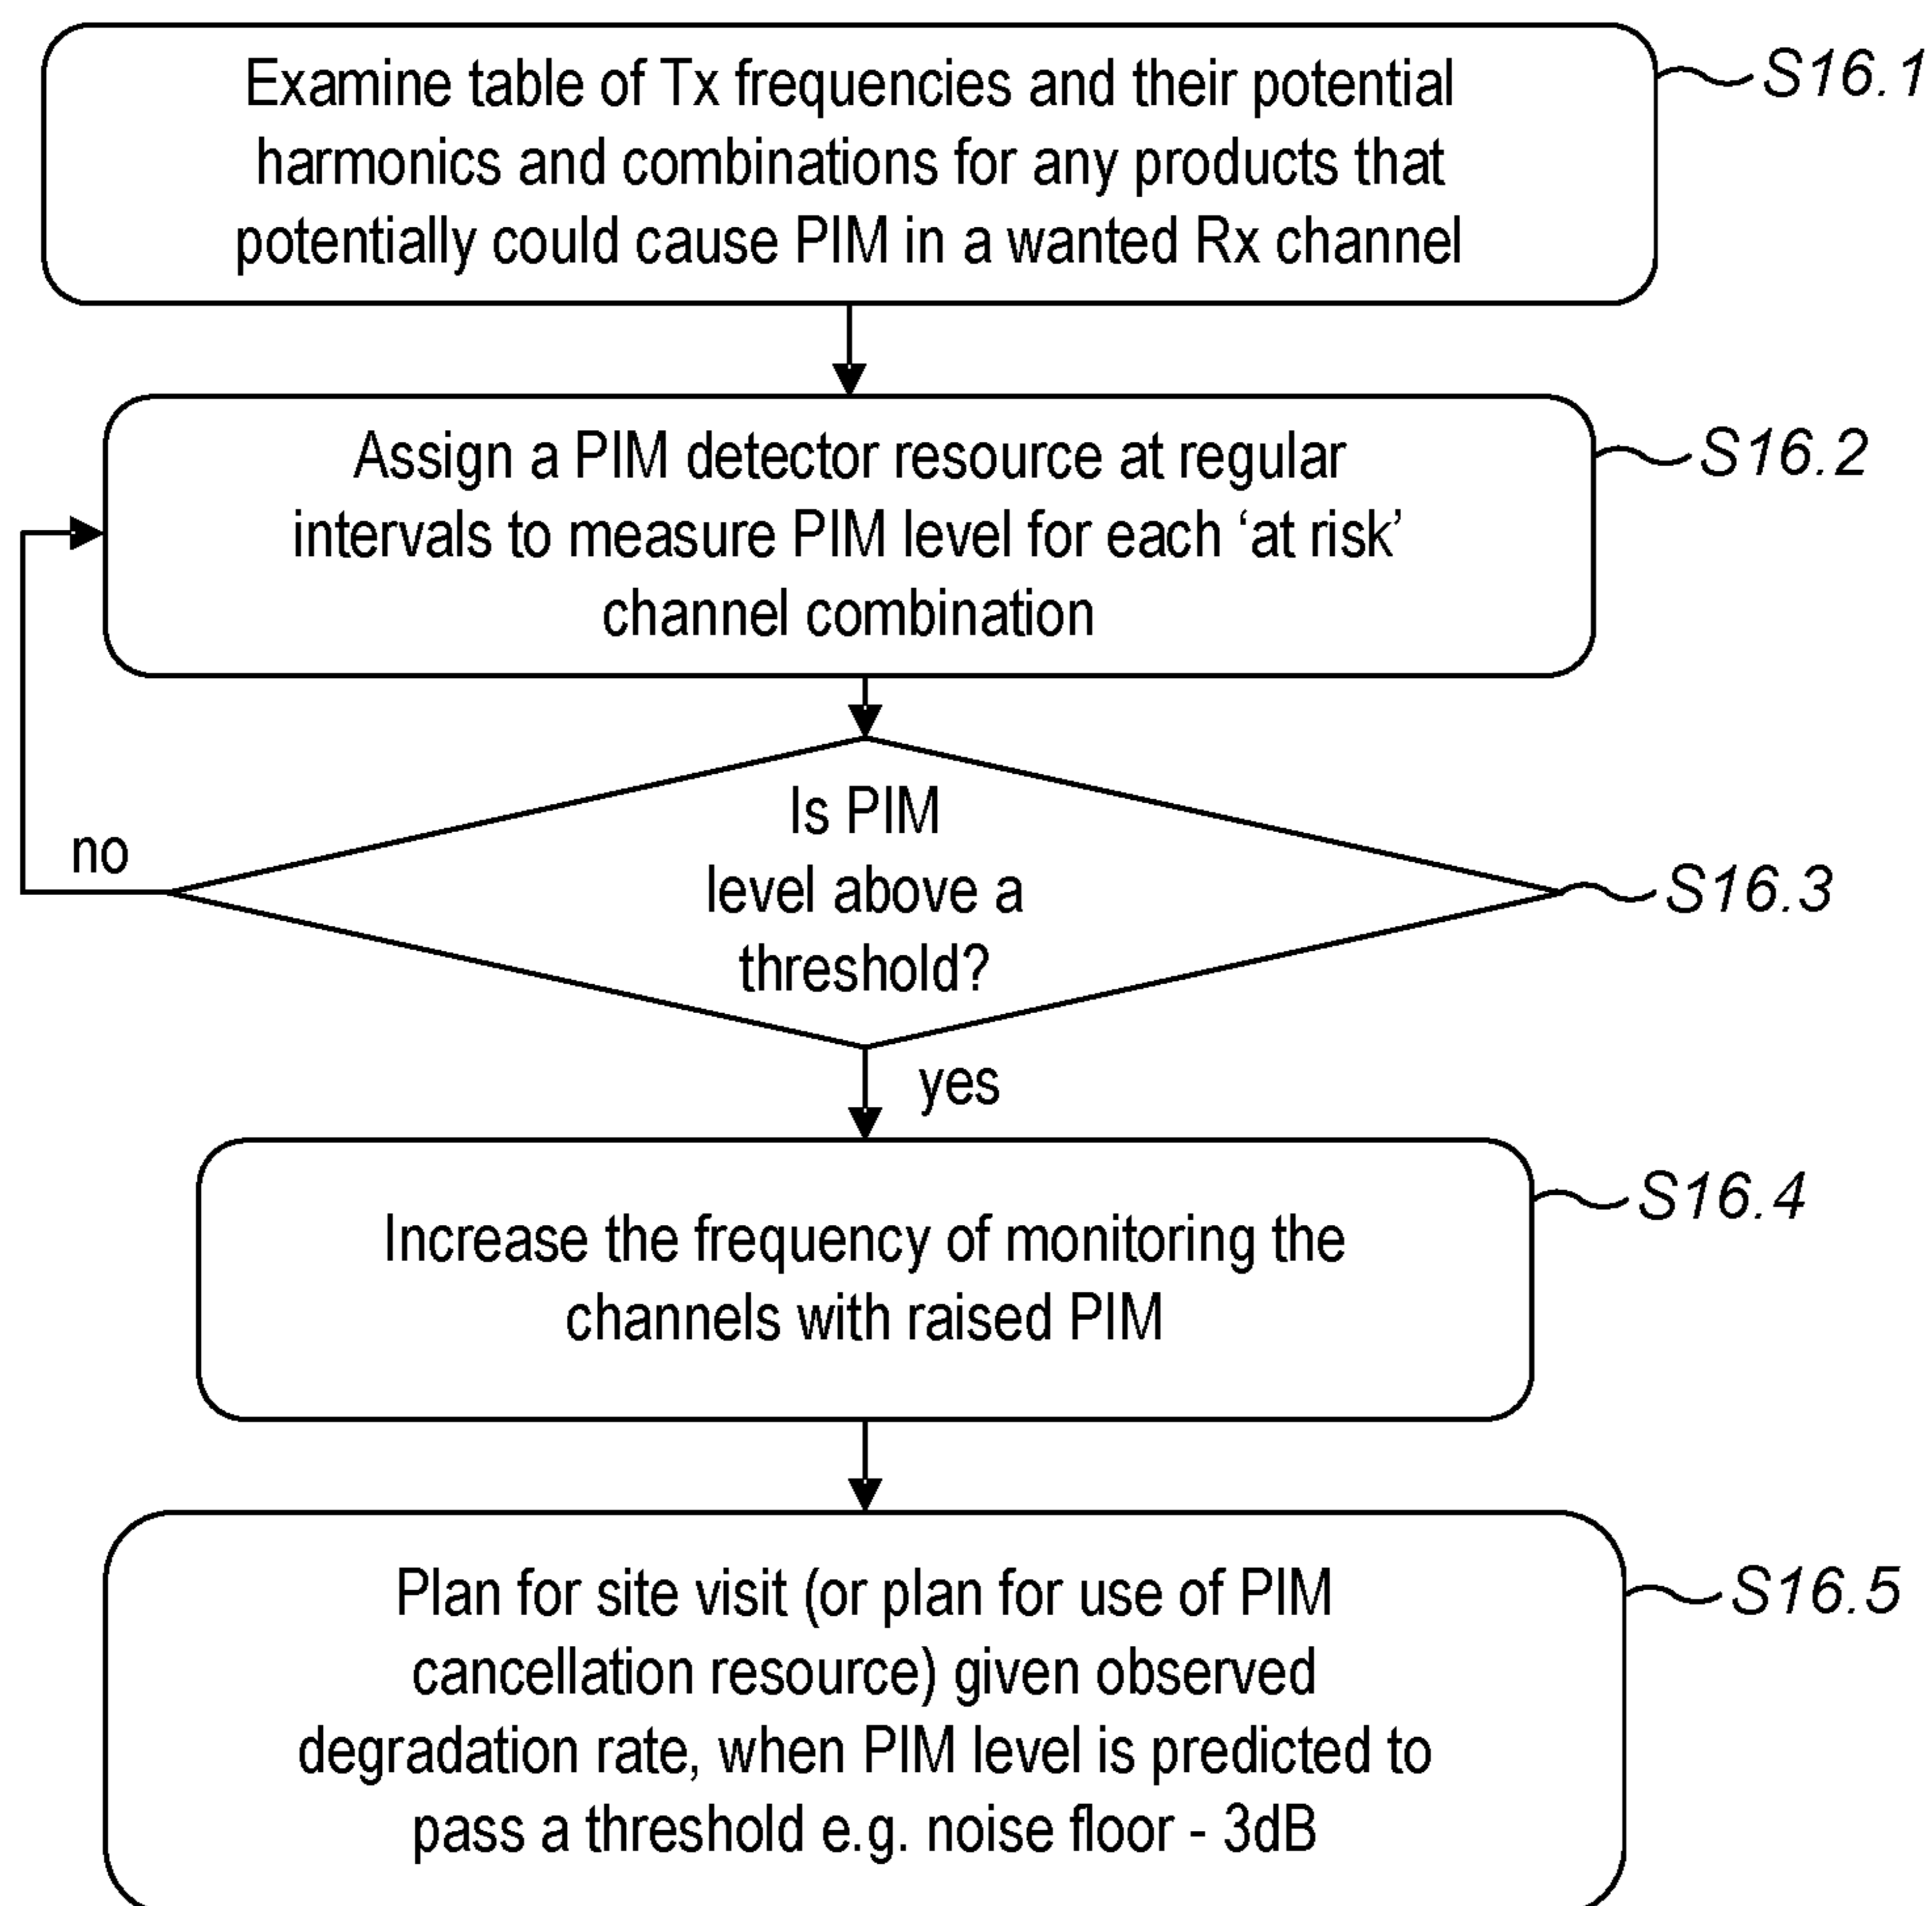 Examine table of Tx frequencies and their potential
harmonics and combinations for any products that
potentially could cause PIM in a wanted Rx channel
S16.1
Assign a PIM detector resource at regular
intervals to measure PIM level for each ‘at risk’
channel combination
S16.2
Is PIM
level above a
threshold?
S16.3
no
yes
Increase the frequency of monitoring the
channels with raised PIM
S16.4
Plan for site visit (or plan for use of PIM
cancellation resource) given observed
degradation rate, when PIM level is predicted to
pass a threshold e.g. noise floor - 3dB
S16.5